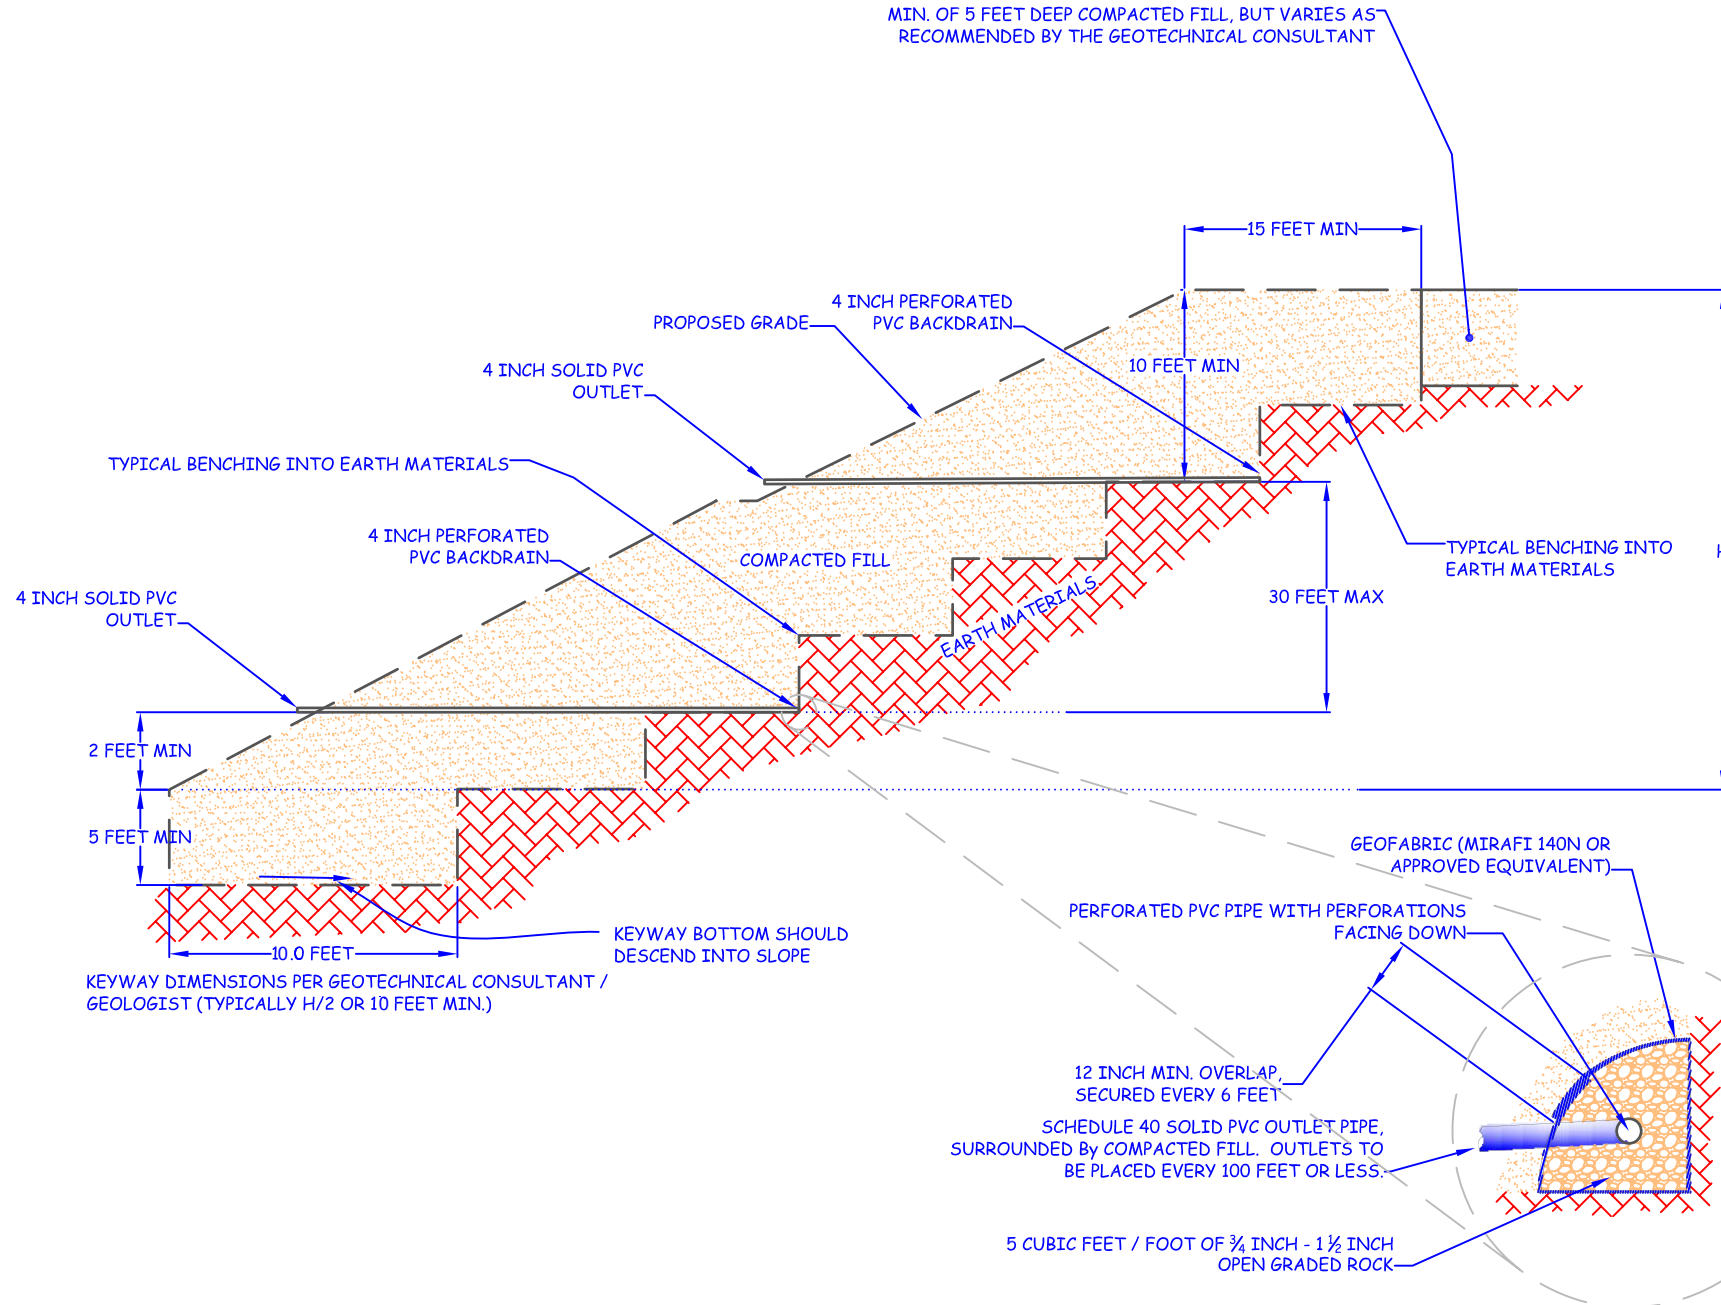 MIN. OF 5 FEET DEEP COMPACTED FILL, BUT VARIES AS
RECOMMENDED BY THE GEOTECHNICAL CONSULTANT
15 FEET MIN
4 INCH PERFORATED
PVC BACKDRAIN
PROPOSED GRADE
10 FEET MIN
4 INCH SOLID PVC
OUTLET
TYPICAL BENCHING INTO EARTH MATERIALS
4 INCH PERFORATED
PVC BACKDRAIN
COMPACTED FILL
TYPICAL BENCHING INTO
EARTH MATERIALS
4 INCH SOLID PVC
OUTLET
30 FEET MAX
EARTH MATERIALS
2 FEET MIN
5 FEET MIN
KEYWAY BOTTOM SHOULD
DESCEND INTO SLOPE
10.0 FEET
KEYWAY DIMENSIONS PER GEOTECHNICAL CONSULTANT /
GEOLOGIST (TYPICALLY H/2 OR 10 FEET MIN.)
GEOFABRIC (MIRAFI 140N OR
APPROVED EQUIVALENT)
PERFORATED PVC PIPE WITH PERFORATIONS
FACING DOWN
12 INCH MIN. OVERLAP,
SECURED EVERY 6 FEET
SCHEDULE 40 SOLID PVC OUTLET PIPE,
SURROUNDED By COMPACTED FILL.  OUTLETS TO
BE PLACED EVERY 100 FEET OR LESS.
5 CUBIC FEET / FOOT OF ¾ INCH - 1 ½ INCH
OPEN GRADED ROCK